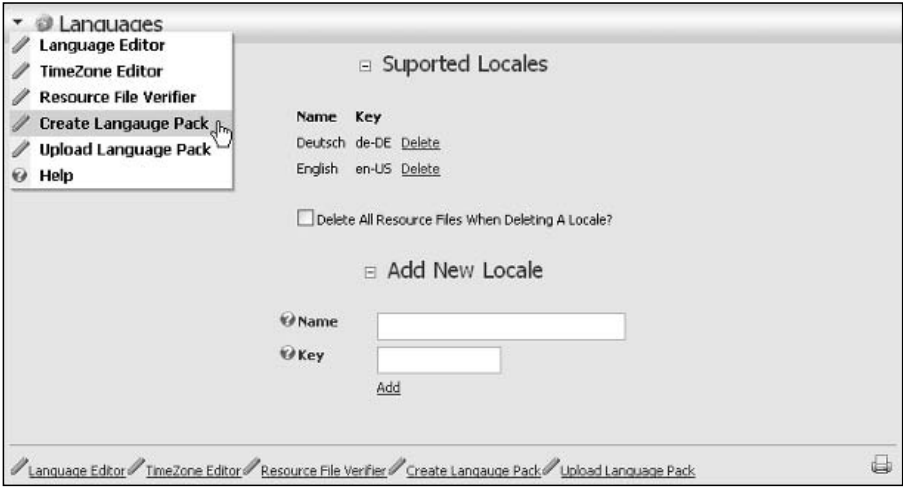 Languages
Language Editor
TimeZone Editor
Resource File Verifier
Create Langauge Pack
Upload Language Pack
Help
Suported Locales
Name Key
Deutsch de-DE Delete
English en-US Delete
Delete All Resource Files When Deleting A Locale?
Add New Locale
Name
Key
Add
Language Editor TimeZone Editor Resource File Verifier Create Langauge Pack Upload Language Pack